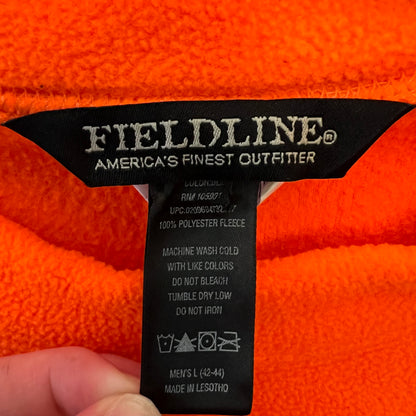 FIELDLINE®
AMERICA'S FINEST OUTFITTER
100% POLYESTER FLEECE
MACHINE WASH COLD
WITH LIKE COLORS
DO NOT BLEACH
TUMBLE DRY LOW
DO NOT IRON
MEN'S L (42-44)
MADE IN LESOTHO